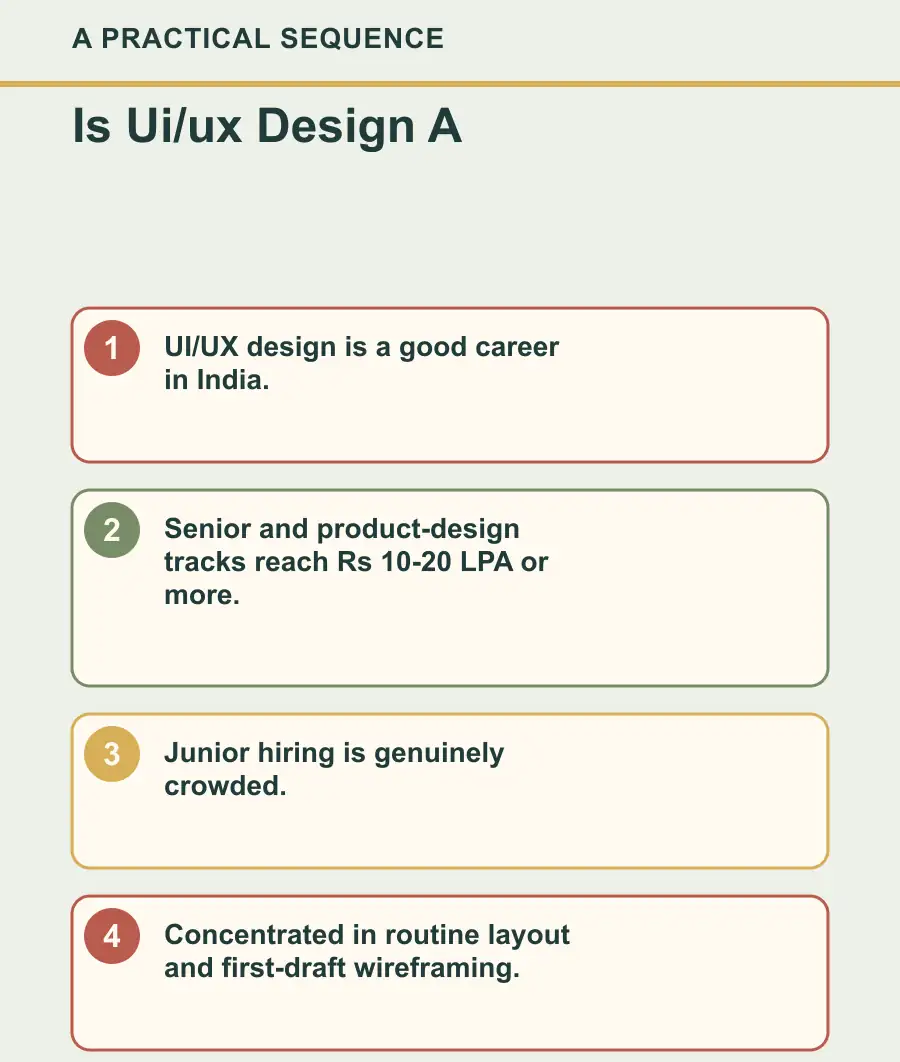 A PRACTICAL SEQUENCE
Is Ui/ux Design A
1
UI/UX design is a good career
in India.
2
Senior and product-design
tracks reach Rs 10-20 LPA or
more.
3
Junior hiring is genuinely
crowded.
4
Concentrated in routine layout
and first-draft wireframing.